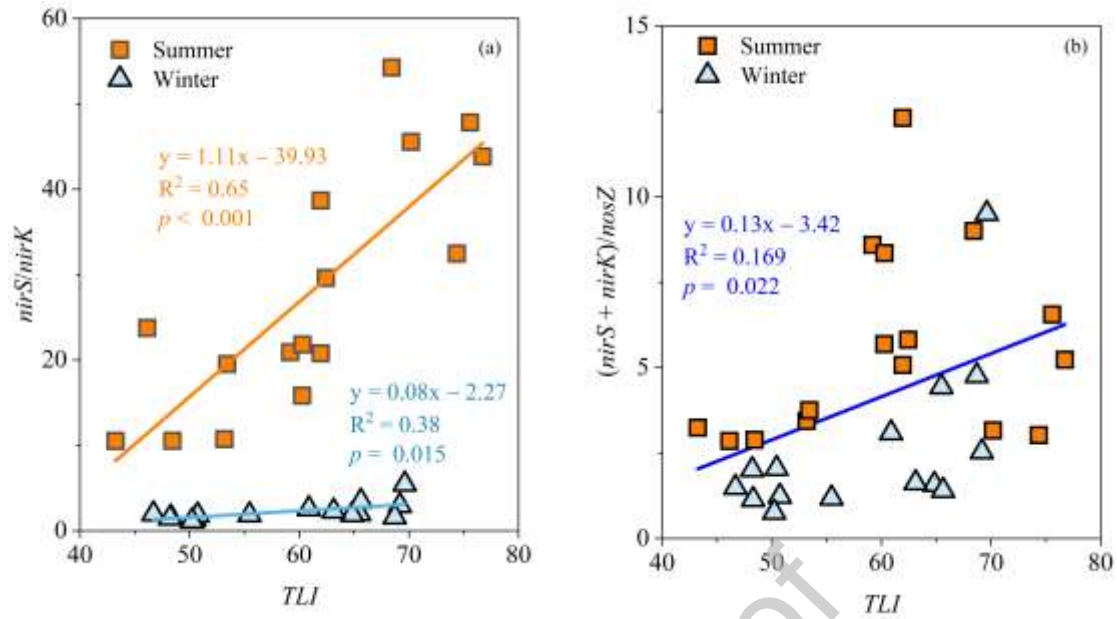 60
40
20
0
40
50
60
70
80
nirS/nirK
TLI
Summer
Winter
(a)
y = 1.11x − 39.93
R² = 0.65
p < 0.001
y = 0.08x − 2.27
R² = 0.38
p = 0.015
15
10
5
0
40
50
60
70
80
(nirS + nirK)/nosZ
TLI
Summer
Winter
(b)
y = 0.13x − 3.42
R² = 0.169
p = 0.022